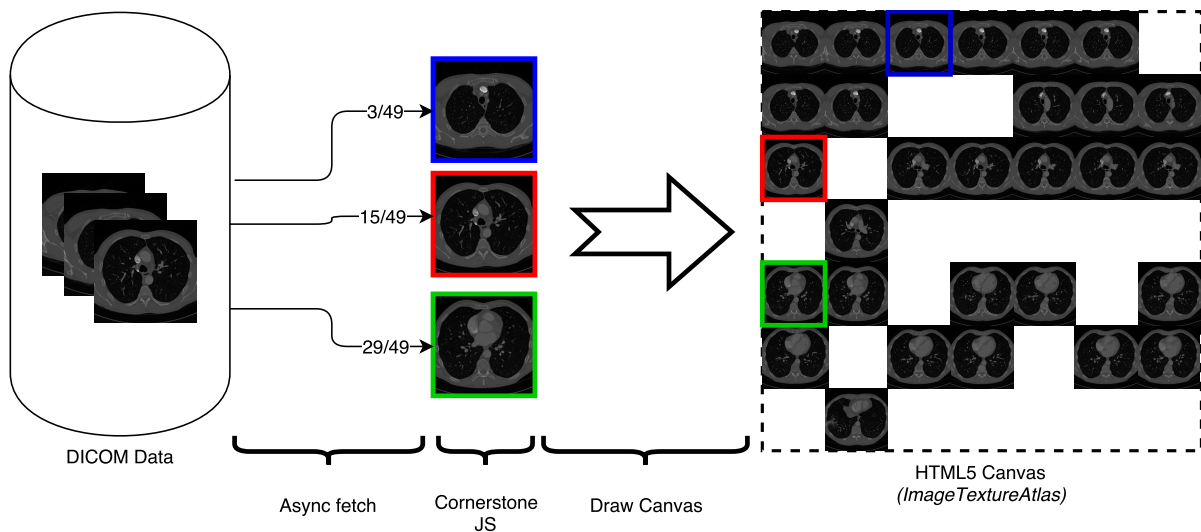 3/49
15/49
29/49
DICOM Data
Async fetch
Cornerstone
JS
Draw Canvas
HTML5 Canvas
(ImageTextureAtlas)